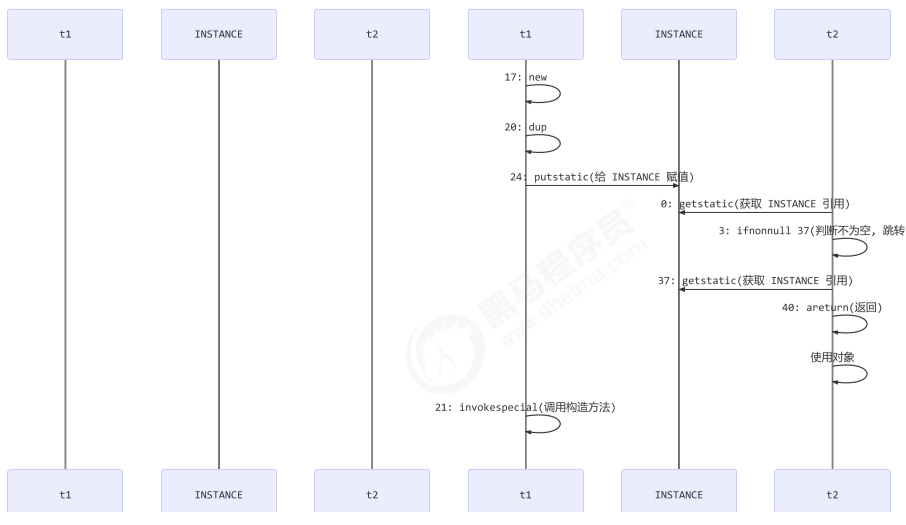 t1
INSTANCE
t2
t1
INSTANCE
t2
17: new
20: dup
24: putstatic(给 INSTANCE 赋值)
0: getstatic(获取 INSTANCE 引用)
3: ifnonnull 37(判断不为空, 跳转
37: getstatic(获取 INSTANCE 引用)
40: areturn(返回)
使用对象
21: invokespecial(调用构造方法)
黑马程序员™
www.itheima.com
t1
INSTANCE
t2
t1
INSTANCE
t2